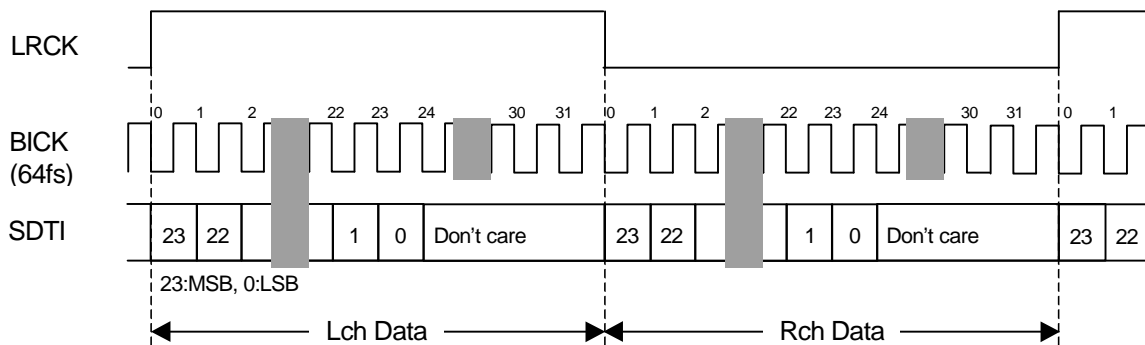 LRCK
0 1 2 22 23 24 30 31 0 1 2 22 23 24 30 31 0 1
BICK
(64fs)
SDTI 23 22 1 0 Don't care 23 22 1 0 Don't care 23 22
23:MSB, 0:LSB
Lch Data Rch Data